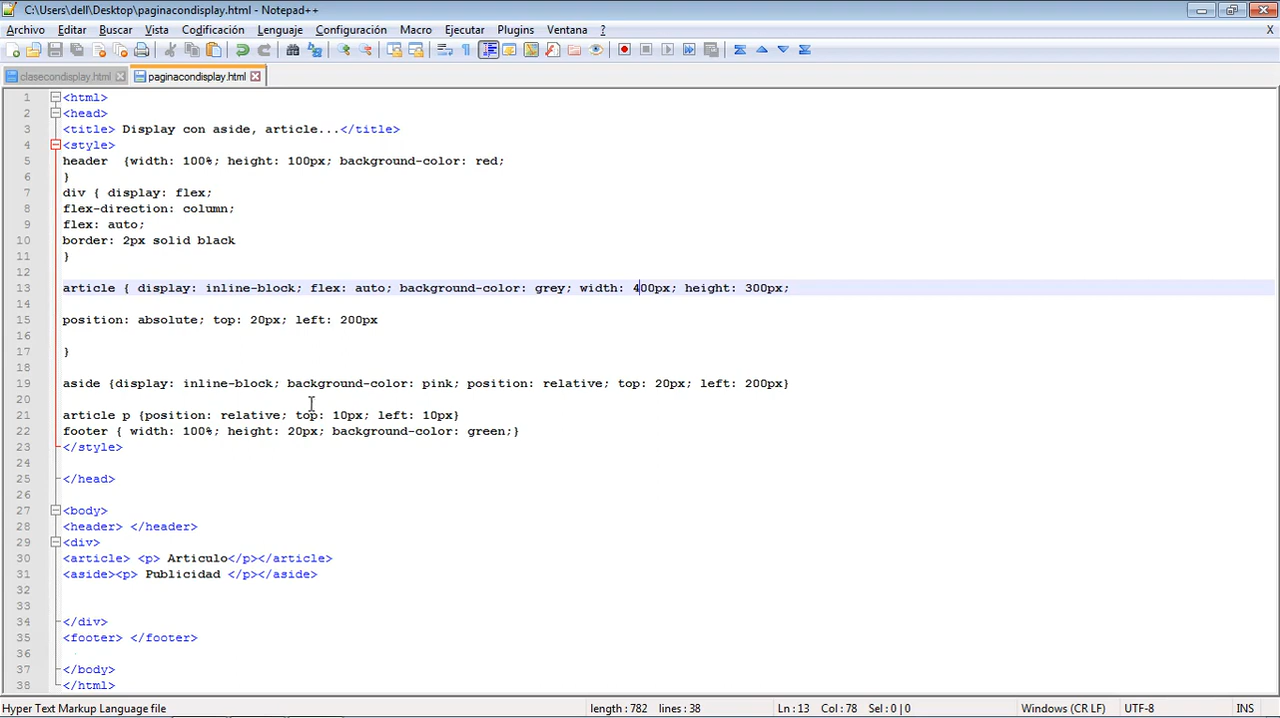 C:\Users\dell\Desktop\paginacondisplay.html - Notepad++
Archivo Editar Buscar Vista Codificación Lenguaje Configuración Macro Ejecutar Plugins Ventana ? X
clasecondisplay.html paginacondisplay.html
1 <html>
2 <head>
3 <title> Display con aside, article...</title>
4 <style>
5 header  {width: 100%; height: 100px; background-color: red;
6 }
7 div { display: flex;
8 flex-direction: column;
9 flex: auto;
10 border: 2px solid black
11 }
12
13 article { display: inline-block; flex: auto; background-color: grey; width: 400px; height: 300px;
14
15 position: absolute; top: 20px; left: 200px
16
17 }
18
19 aside {display: inline-block; background-color: pink; position: relative; top: 20px; left: 200px}
20
21 article p {position: relative; top: 10px; left: 10px}
22 footer { width: 100%; height: 20px; background-color: green;}
23 </style>
24
25 </head>
26
27 <body>
28 <header> </header>
29 <div>
30 <article> <p> Articulo</p></article>
31 <aside><p> Publicidad </p></aside>
32
33
34 </div>
35 <footer> </footer>
36
37 </body>
38 </html>
Hyper Text Markup Language file length : 782 lines : 38 Ln : 13 Col : 78 Sel : 0 | 0 Windows (CR LF) UTF-8 INS